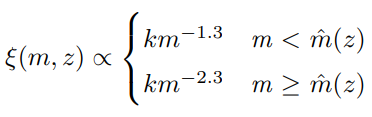 ξ(m, z) ∝ { km⁻¹·³ m < m̂(z)
km⁻²·³ m ≥ m̂(z)